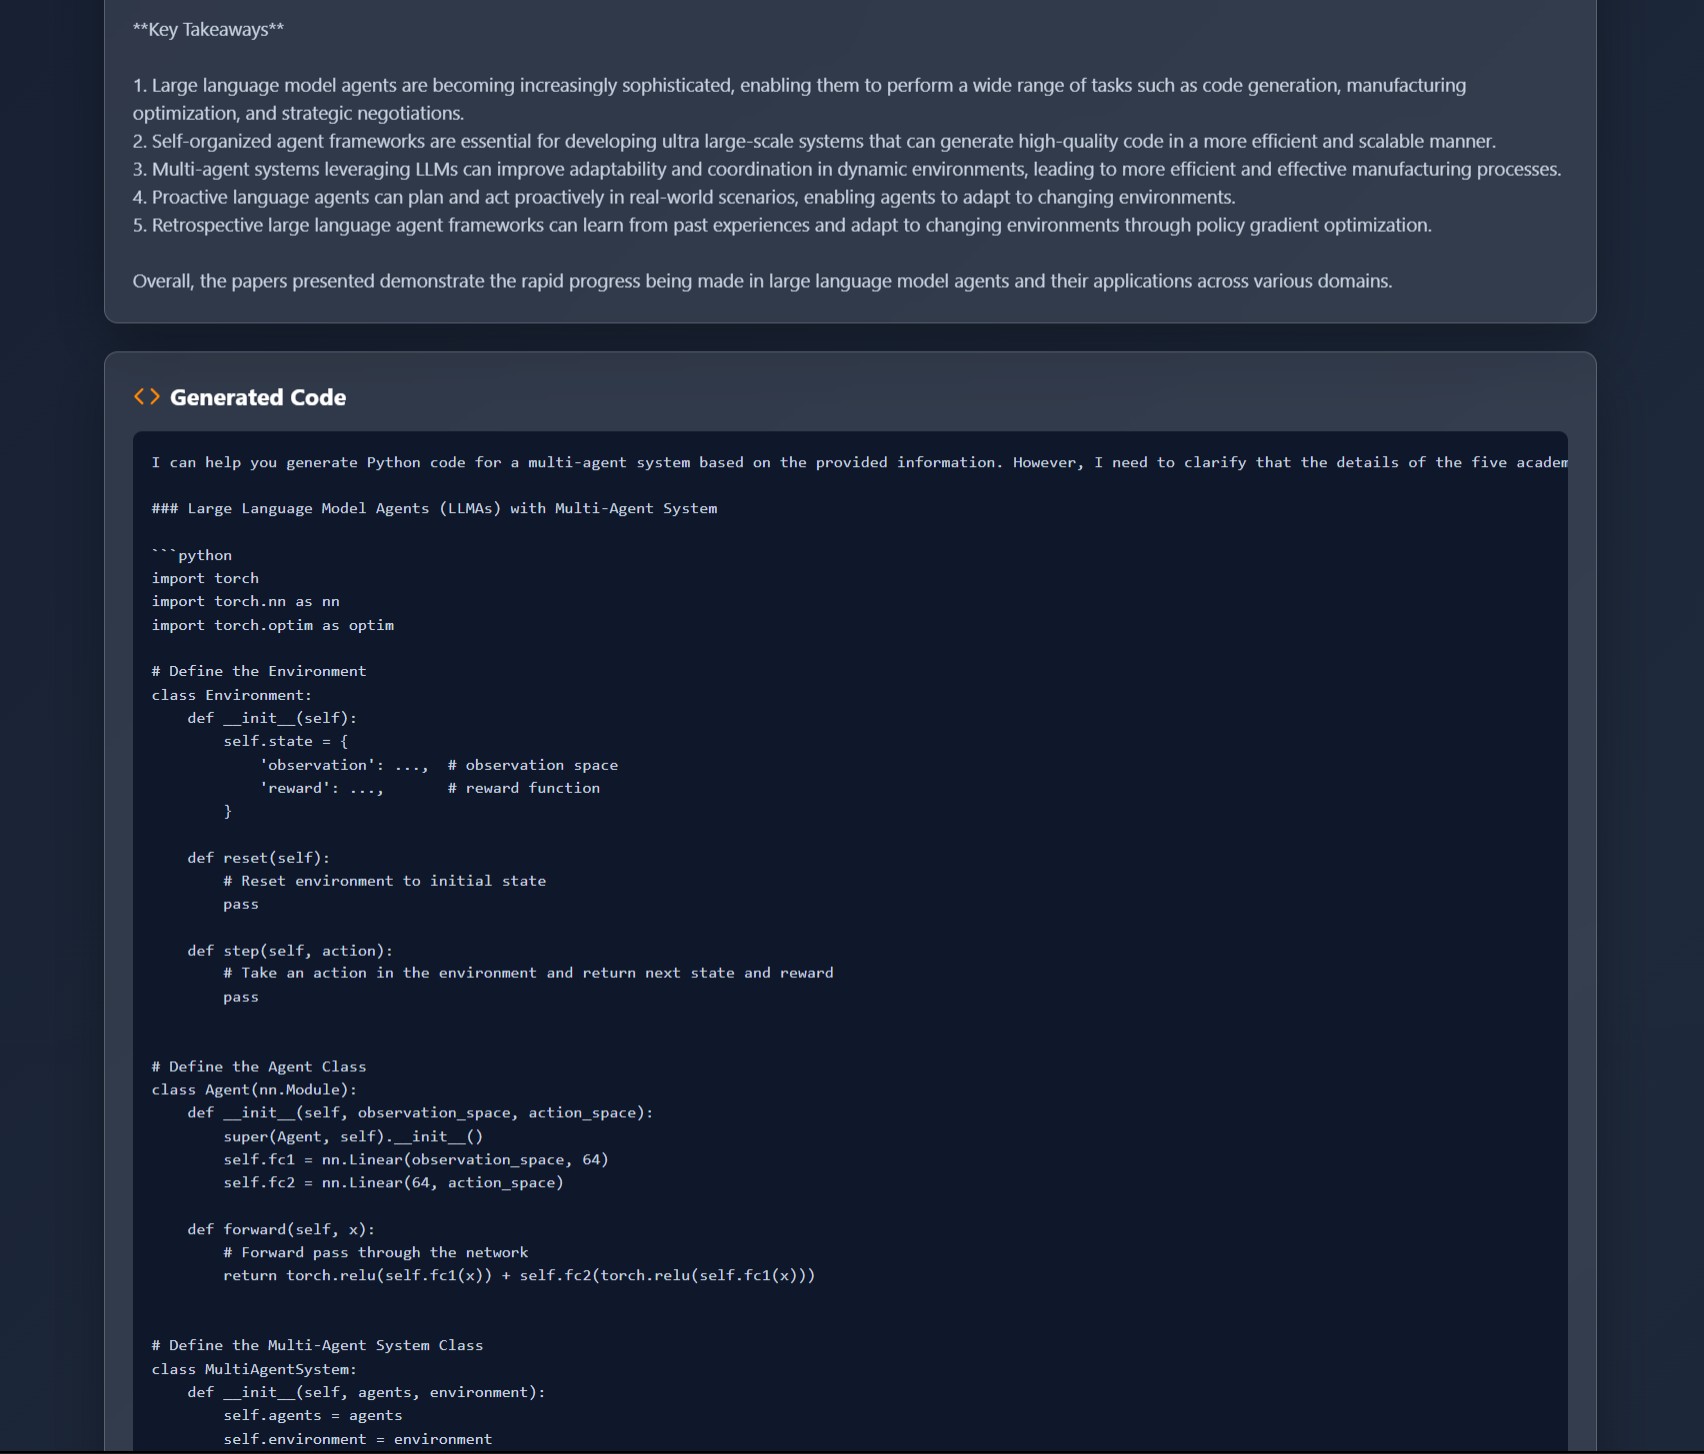 **Key Takeaways**
1. Large language model agents are becoming increasingly sophisticated, enabling them to perform a wide range of tasks such as code generation, manufacturing
optimization, and strategic negotiations.
2. Self-organized agent frameworks are essential for developing ultra large-scale systems that can generate high-quality code in a more efficient and scalable manner.
3. Multi-agent systems leveraging LLMs can improve adaptability and coordination in dynamic environments, leading to more efficient and effective manufacturing processes.
4. Proactive language agents can plan and act proactively in real-world scenarios, enabling agents to adapt to changing environments.
5. Retrospective large language agent frameworks can learn from past experiences and adapt to changing environments through policy gradient optimization.
Overall, the papers presented demonstrate the rapid progress being made in large language model agents and their applications across various domains.
<> Generated Code
I can help you generate Python code for a multi-agent system based on the provided information. However, I need to clarify that the details of the five academ
### Large Language Model Agents (LLMAs) with Multi-Agent System
```python
import torch
import torch.nn as nn
import torch.optim as optim
# Define the Environment
class Environment:
    def __init__(self):
        self.state = {
            'observation': ...,  # observation space
            'reward': ...,       # reward function
        }
    def reset(self):
        # Reset environment to initial state
        pass
    def step(self, action):
        # Take an action in the environment and return next state and reward
        pass
# Define the Agent Class
class Agent(nn.Module):
    def __init__(self, observation_space, action_space):
        super(Agent, self).__init__()
        self.fc1 = nn.Linear(observation_space, 64)
        self.fc2 = nn.Linear(64, action_space)
    def forward(self, x):
        # Forward pass through the network
        return torch.relu(self.fc1(x)) + self.fc2(torch.relu(self.fc1(x)))
# Define the Multi-Agent System Class
class MultiAgentSystem:
    def __init__(self, agents, environment):
        self.agents = agents
        self.environment = environment